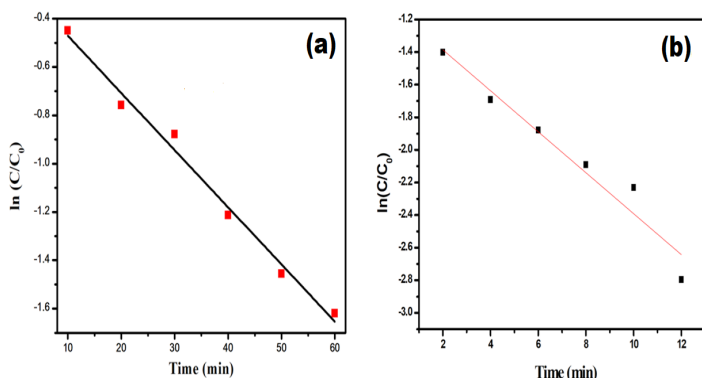 (a)
-0.4
-0.6
-0.8
-1.0
-1.2
-1.4
-1.6
ln (C/C0)
10 20 30 40 50 60
Time (min)
(b)
-1.2
-1.4
-1.6
-1.8
-2.0
-2.2
-2.4
-2.6
-2.8
-3.0
ln(C/C0)
2 4 6 8 10 12
Time (min)